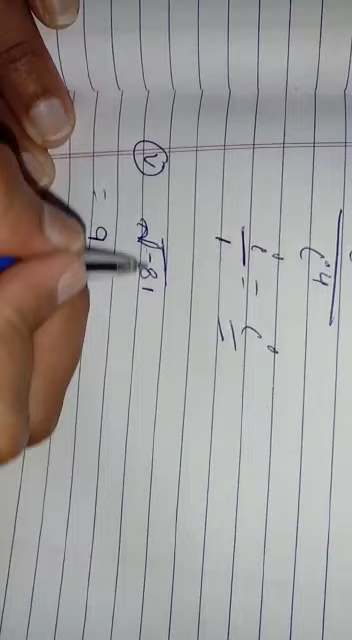 i⁴
i/1 = i
(v) √-81
= 9